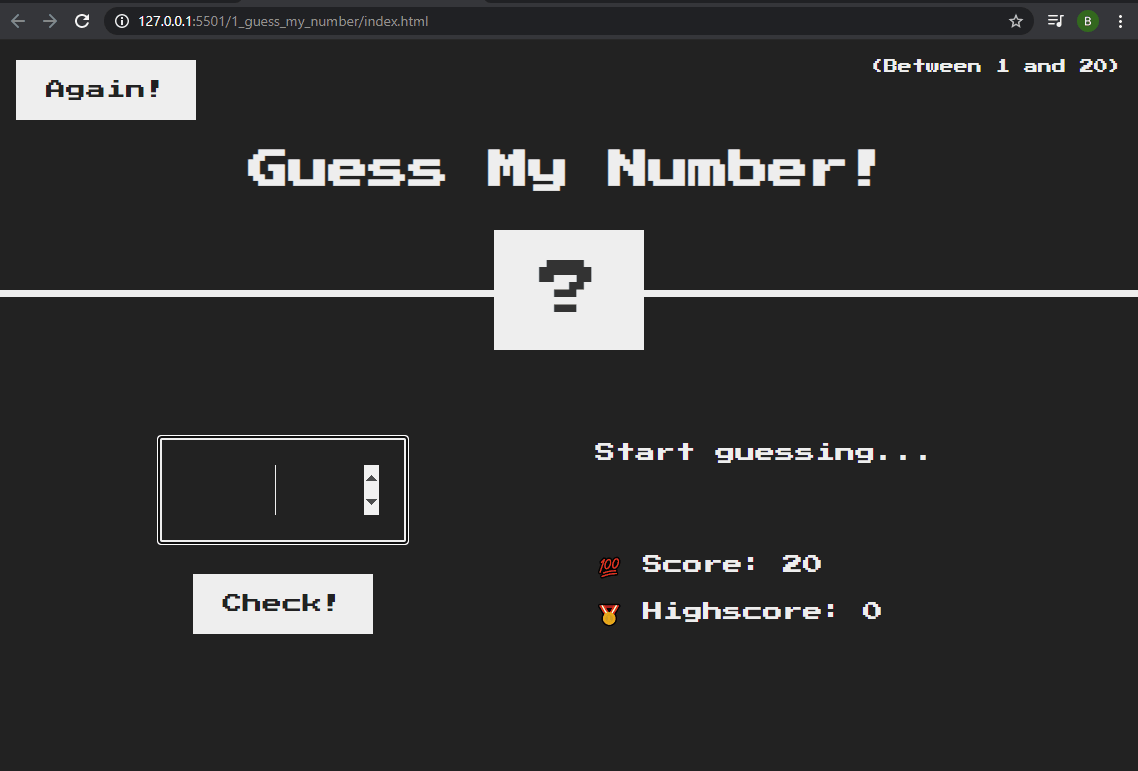 127.0.0.1:5501/1_guess_my_number/index.html
B
(Between 1 and 20)
Again!
Guess My Number!
?
Start guessing...
💯 Score: 20
Check!
🥇 Highscore: 0